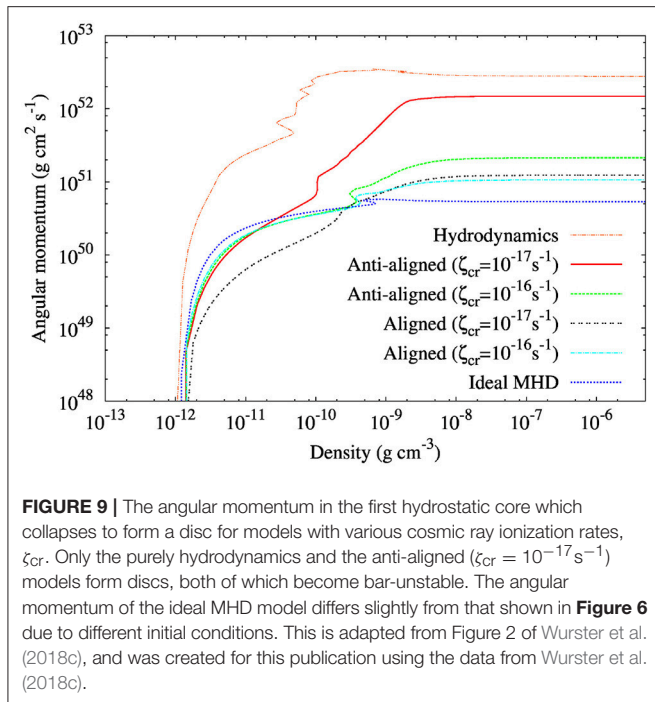 10^53
10^52
10^51
10^50
10^49
10^48
Angular momentum (g cm^2 s^-1)
Hydrodynamics
Anti-aligned (ζcr=10^-17 s^-1)
Anti-aligned (ζcr=10^-16 s^-1)
Aligned (ζcr=10^-17 s^-1)
Aligned (ζcr=10^-16 s^-1)
Ideal MHD
10^-13 10^-12 10^-11 10^-10 10^-9 10^-8 10^-7 10^-6
Density (g cm^-3)
FIGURE 9 | The angular momentum in the first hydrostatic core which
collapses to form a disc for models with various cosmic ray ionization rates,
ζcr. Only the purely hydrodynamics and the anti-aligned (ζcr = 10^-17 s^-1)
models form discs, both of which become bar-unstable. The angular
momentum of the ideal MHD model differs slightly from that shown in Figure 6
due to different initial conditions. This is adapted from Figure 2 of Wurster et al.
(2018c), and was created for this publication using the data from Wurster et al.
(2018c).